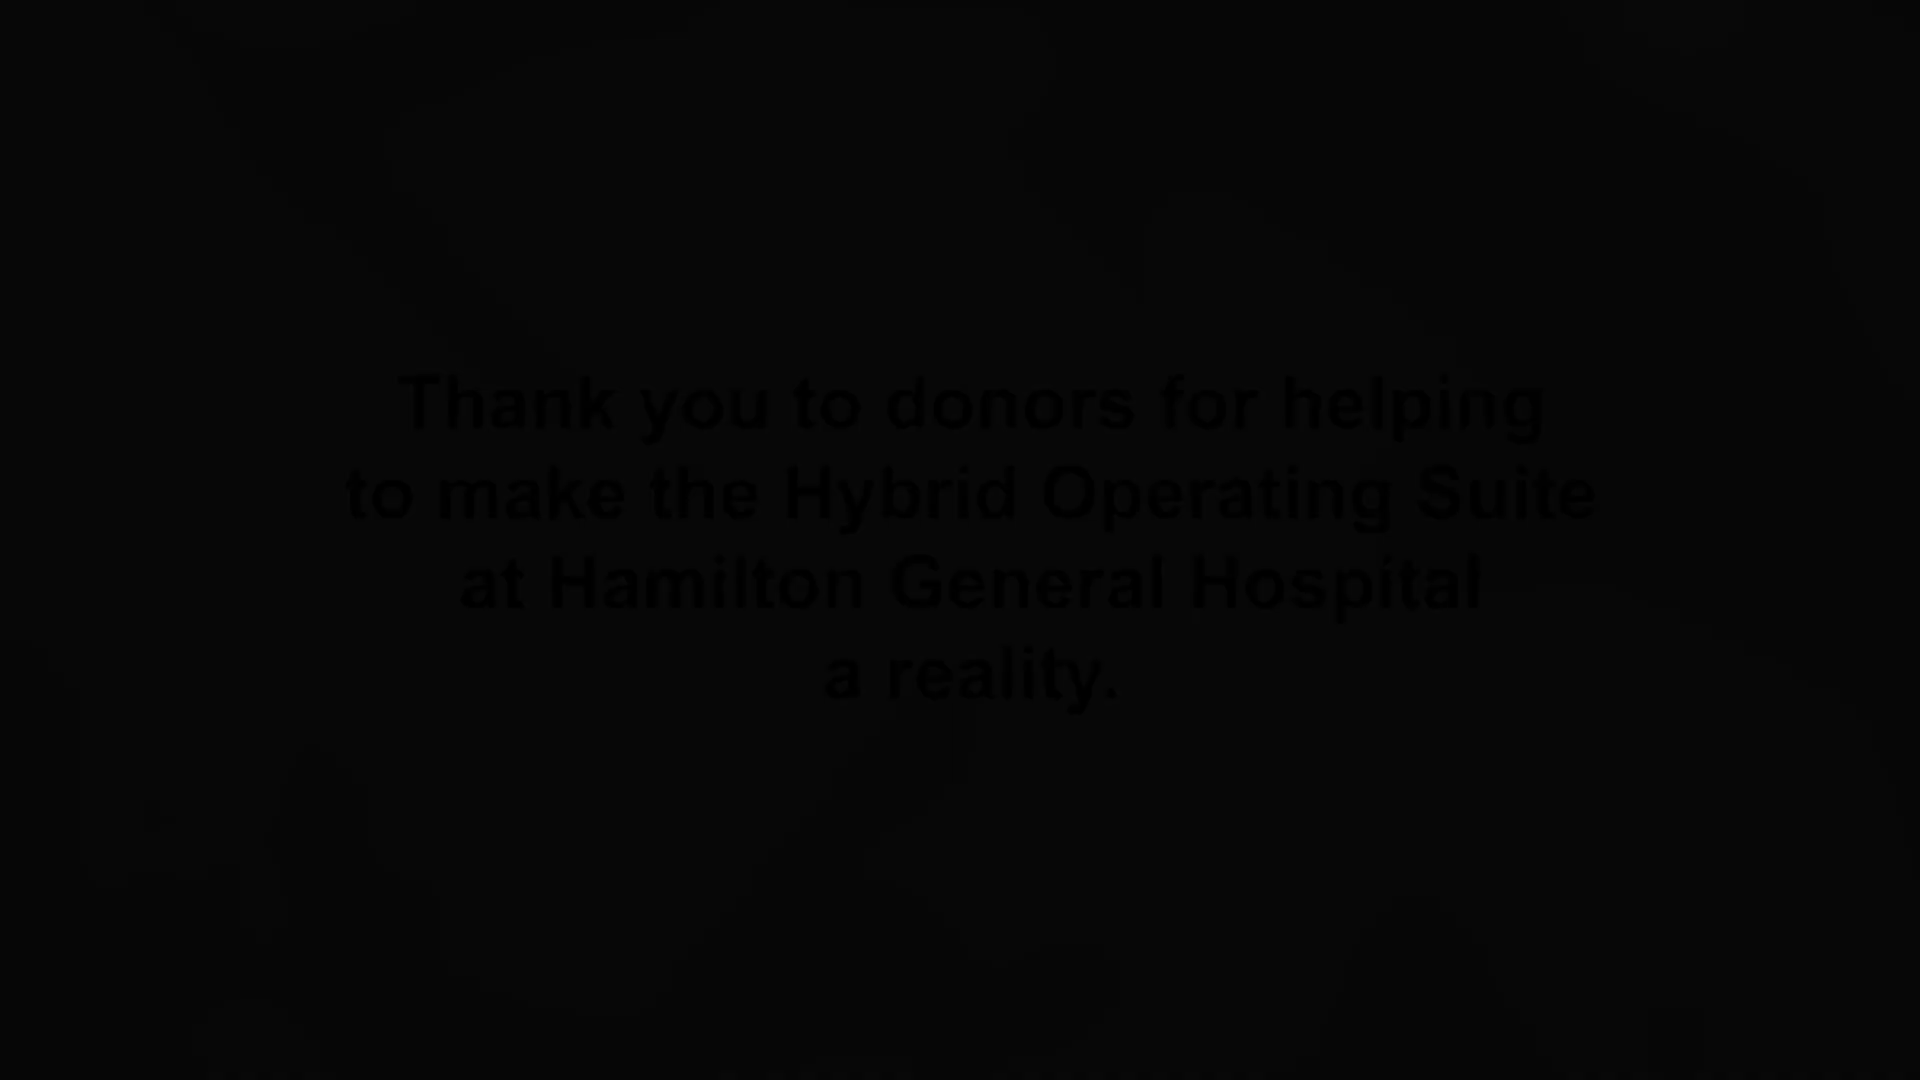 Thank you to donors for helping
to make the Hybrid Operating Suite
at Hamilton General Hospital
a reality.